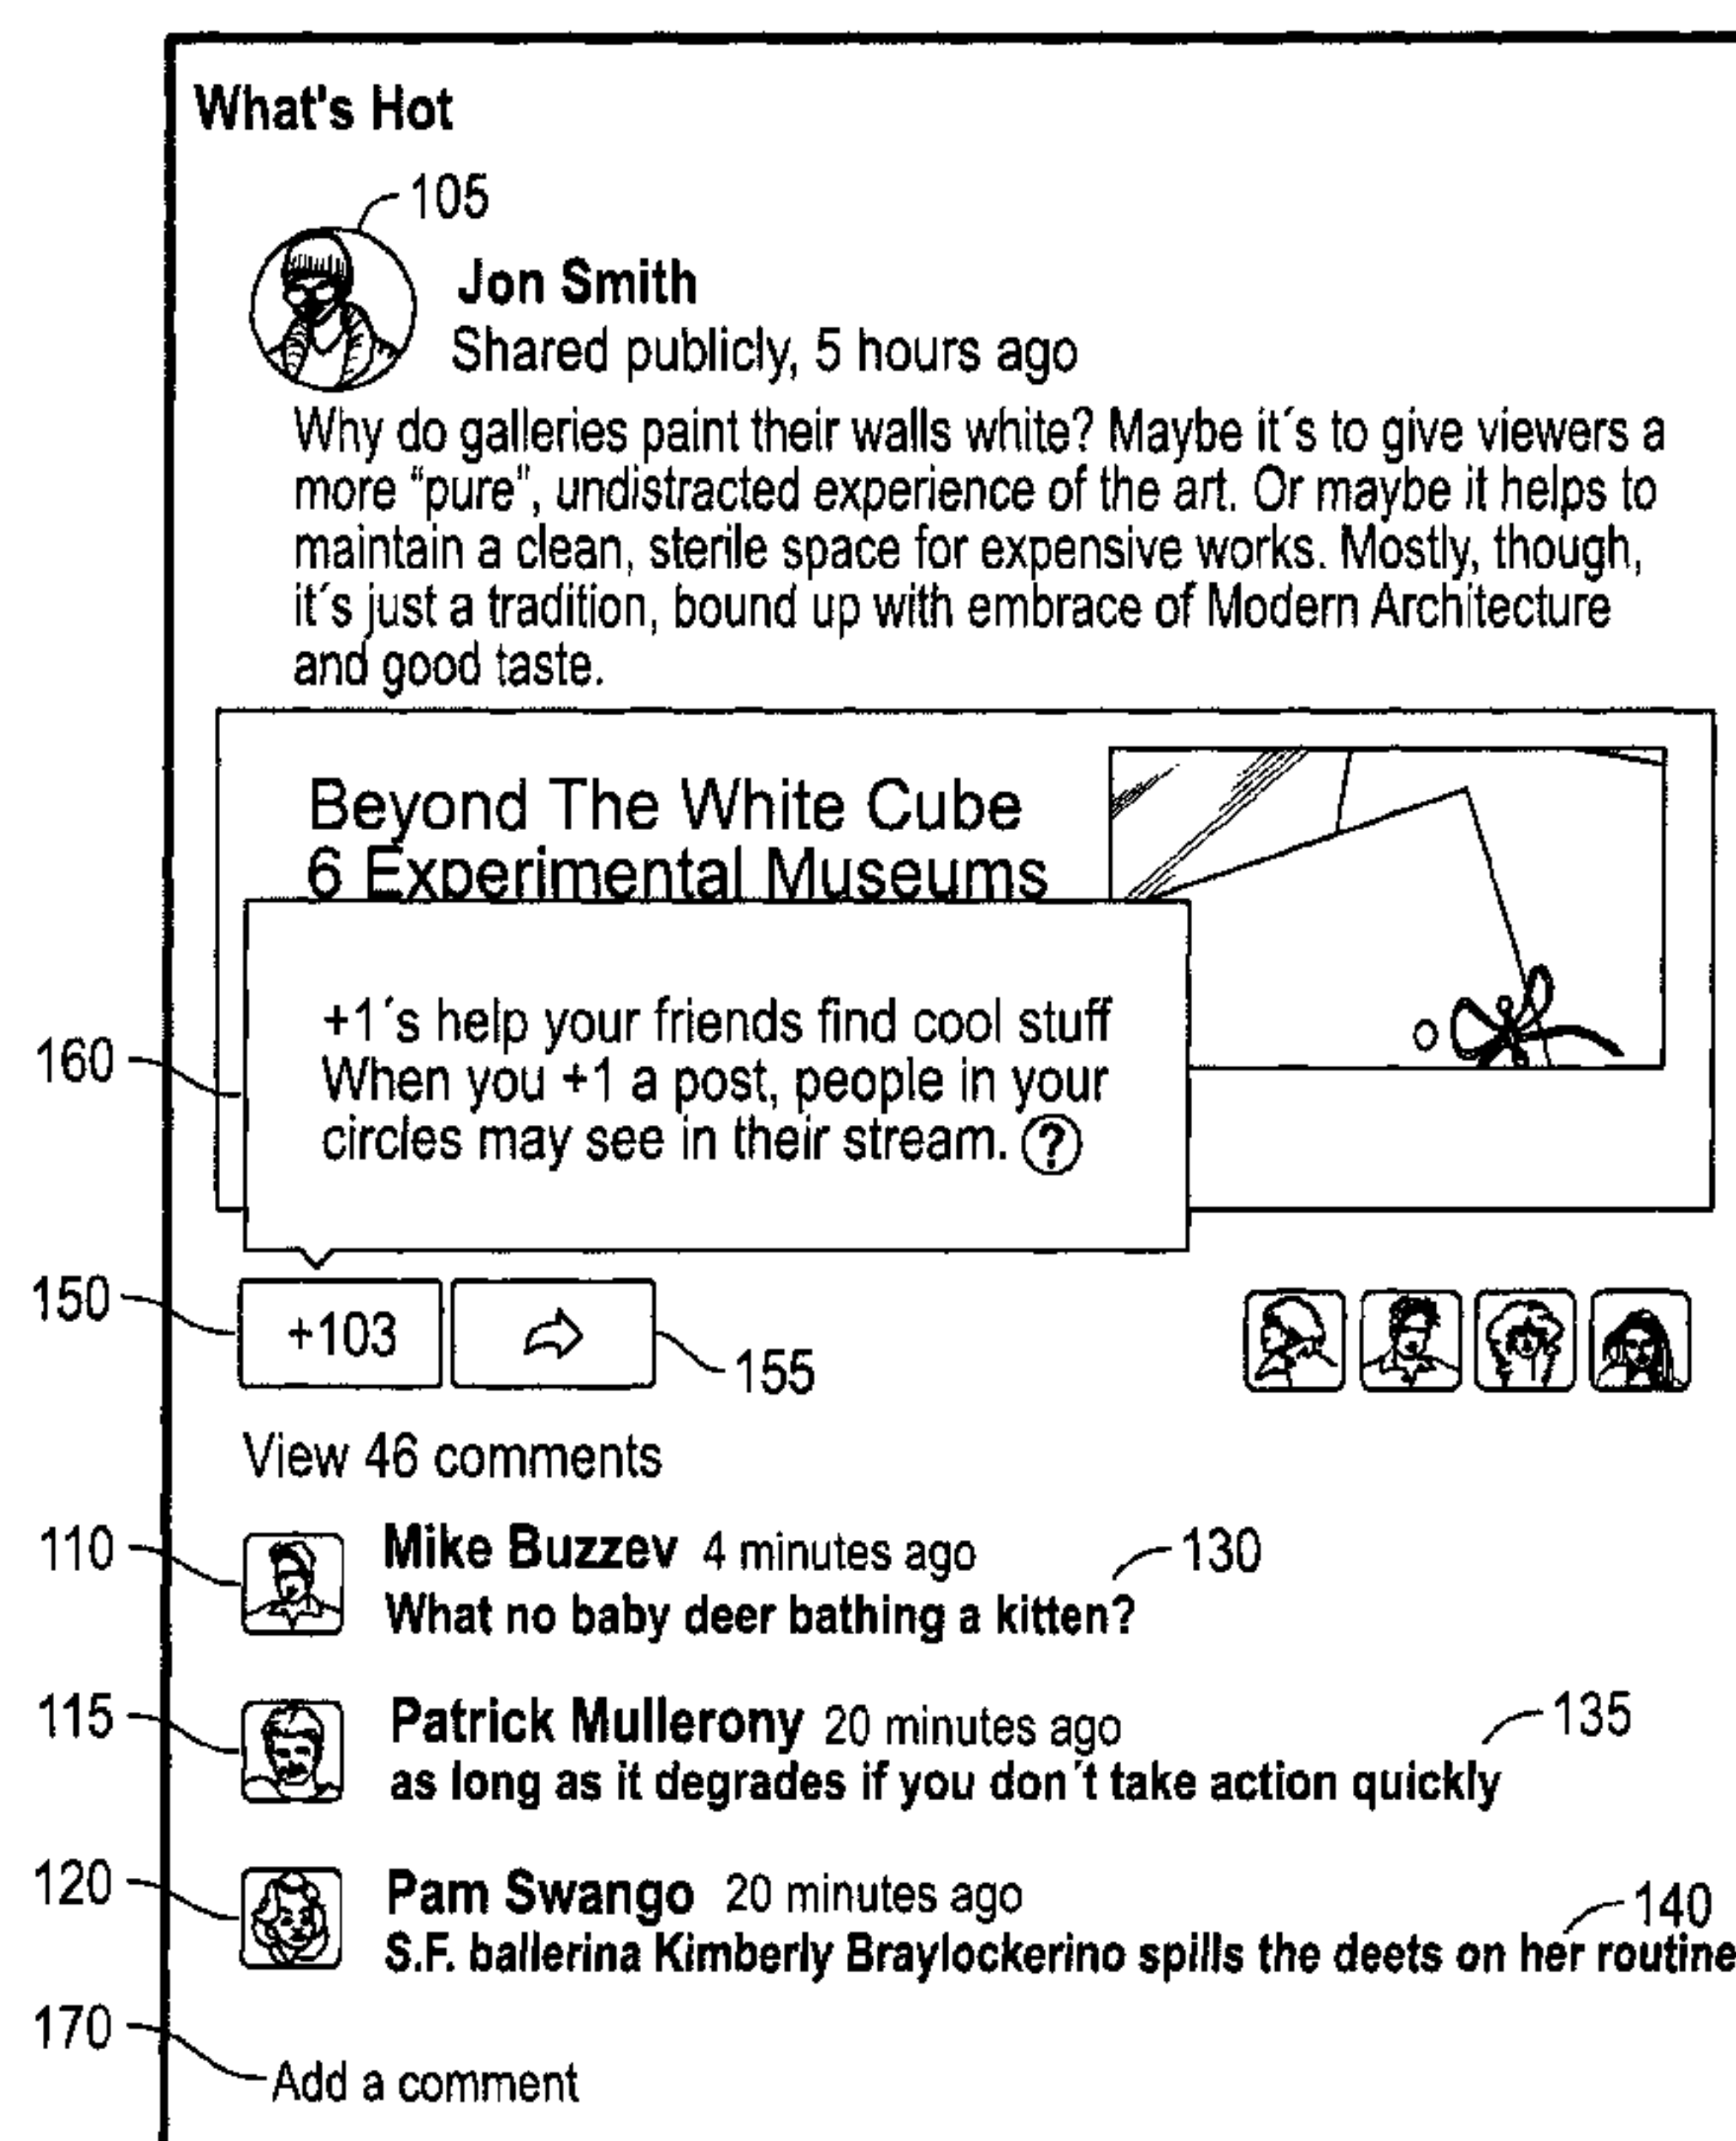 What's Hot
105
Jon Smith
Shared publicly, 5 hours ago
Why do galleries paint their walls white? Maybe it´s to give viewers a
more “pure”, undistracted experience of the art. Or maybe it helps to
maintain a clean, sterile space for expensive works. Mostly, though,
it´s just a tradition, bound up with embrace of Modern Architecture
and good taste.
Beyond The White Cube
6 Experimental Museums
160
+1´s help your friends find cool stuff
When you +1 a post, people in your
circles may see in their stream. ?
150
+103
155
View 46 comments
110
Mike Buzzev 4 minutes ago
130
What no baby deer bathing a kitten?
115
Patrick Mullerony 20 minutes ago
135
as long as it degrades if you don´t take action quickly
120
Pam Swango 20 minutes ago
140
S.F. ballerina Kimberly Braylockerino spills the deets on her routine
170
Add a comment